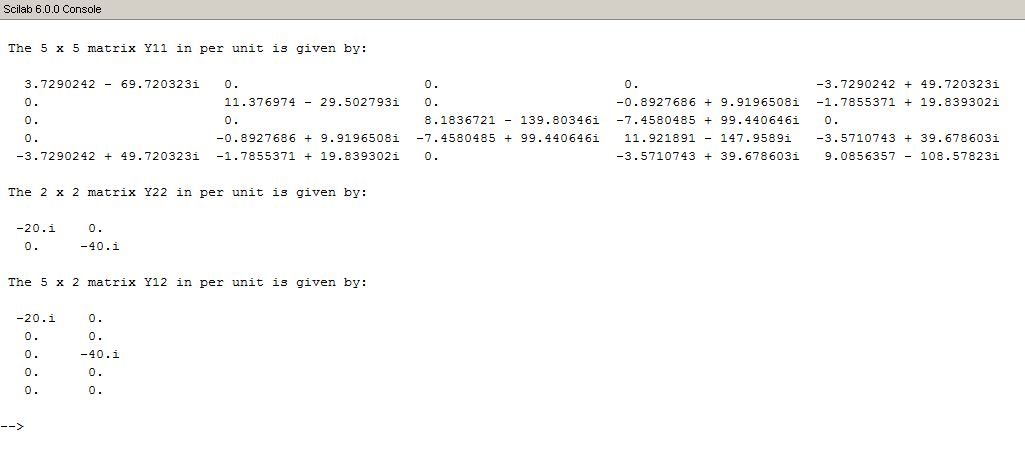 Scilab 6.0.0 Console
The 5 x 5 matrix Y11 in per unit is given by:
3.7290242 - 69.720323i 0. 0. 0. -3.7290242 + 49.720323i
0. 11.376974 - 29.502793i 0. -0.8927686 + 9.9196508i -1.7855371 + 19.839302i
0. 0. 8.1836721 - 139.80346i -7.4580485 + 99.440646i 0.
0. -0.8927686 + 9.9196508i -7.4580485 + 99.440646i 11.921891 - 147.9589i -3.5710743 + 39.678603i
-3.7290242 + 49.720323i -1.7855371 + 19.839302i 0. -3.5710743 + 39.678603i 9.0856357 - 108.57823i
The 2 x 2 matrix Y22 in per unit is given by:
-20.i 0.
0. -40.i
The 5 x 2 matrix Y12 in per unit is given by:
-20.i 0.
0. 0.
0. -40.i
0. 0.
0. 0.
-->